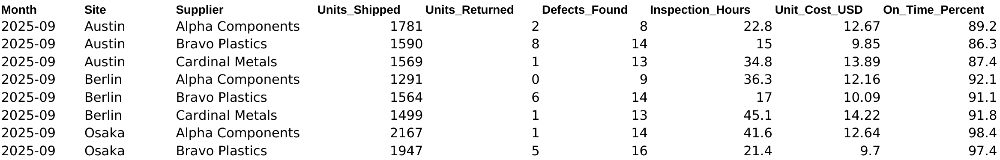 Month Site Supplier Units_Shipped Units_Returned Defects_Found Inspection_Hours Unit_Cost_USD On_Time_Percent
2025-09 Austin Alpha Components 1781 2 8 22.8 12.67 89.2
2025-09 Austin Bravo Plastics 1590 8 14 15 9.85 86.3
2025-09 Austin Cardinal Metals 1569 1 13 34.8 13.89 87.4
2025-09 Berlin Alpha Components 1291 0 9 36.3 12.16 92.1
2025-09 Berlin Bravo Plastics 1564 6 14 17 10.09 91.1
2025-09 Berlin Cardinal Metals 1499 1 13 45.1 14.22 91.8
2025-09 Osaka Alpha Components 2167 1 14 41.6 12.64 98.4
2025-09 Osaka Bravo Plastics 1947 5 16 21.4 9.7 97.4